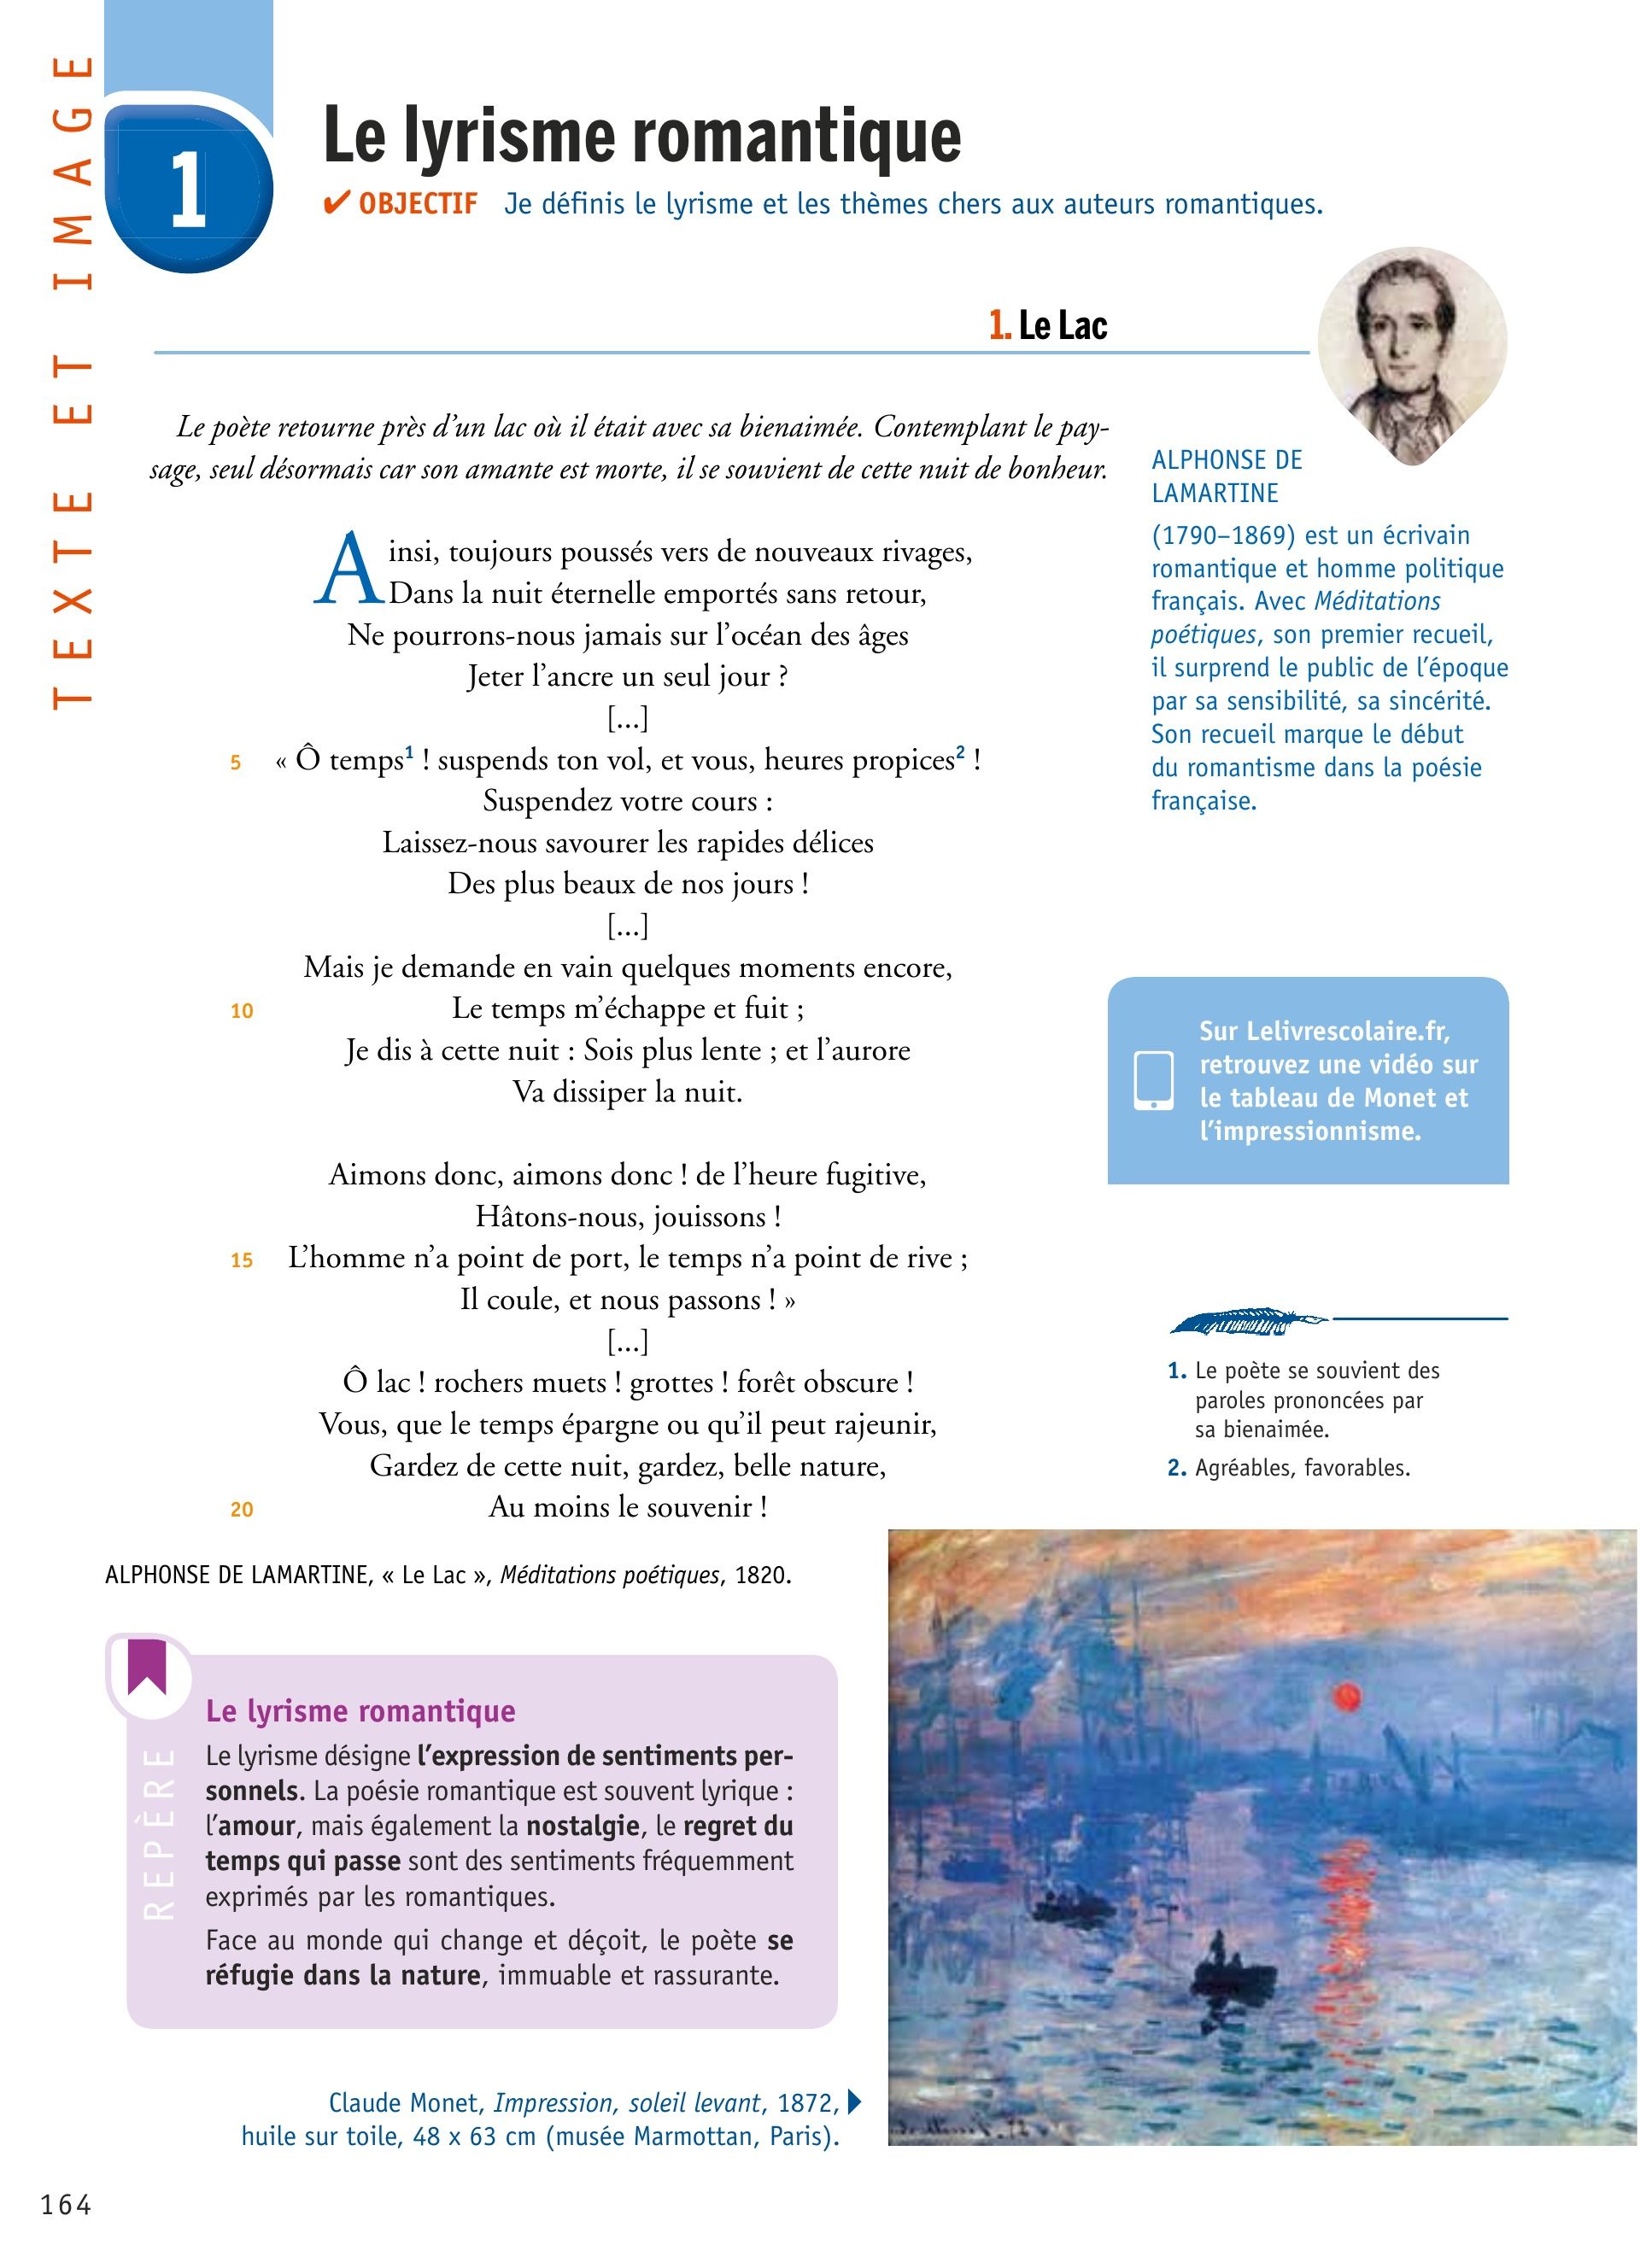 TEXTE ET IMAGE
1
Le lyrisme romantique
✔ OBJECTIF Je définis le lyrisme et les thèmes chers aux auteurs romantiques.
1. Le Lac
Le poète retourne près d’un lac où il était avec sa bienaimée. Contemplant le pay-
sage, seul désormais car son amante est morte, il se souvient de cette nuit de bonheur.
Ainsi, toujours poussés vers de nouveaux rivages,
Dans la nuit éternelle emportés sans retour,
Ne pourrons-nous jamais sur l’océan des âges
Jeter l’ancre un seul jour ?
[...]
5 « Ô temps1 ! suspends ton vol, et vous, heures propices2 !
Suspendez votre cours :
Laissez-nous savourer les rapides délices
Des plus beaux de nos jours !
[...]
Mais je demande en vain quelques moments encore,
10 Le temps m’échappe et fuit ;
Je dis à cette nuit : Sois plus lente ; et l’aurore
Va dissiper la nuit.
Aimons donc, aimons donc ! de l’heure fugitive,
Hâtons-nous, jouissons !
15 L’homme n’a point de port, le temps n’a point de rive ;
Il coule, et nous passons ! »
[...]
Ô lac ! rochers muets ! grottes ! forêt obscure !
Vous, que le temps épargne ou qu’il peut rajeunir,
Gardez de cette nuit, gardez, belle nature,
20 Au moins le souvenir !
ALPHONSE DE LAMARTINE, « Le Lac », Méditations poétiques, 1820.
ALPHONSE DE
LAMARTINE
(1790–1869) est un écrivain
romantique et homme politique
français. Avec Méditations
poétiques, son premier recueil,
il surprend le public de l’époque
par sa sensibilité, sa sincérité.
Son recueil marque le début
du romantisme dans la poésie
française.
Sur Lelivrescolaire.fr,
retrouvez une vidéo sur
le tableau de Monet et
l’impressionnisme.
1. Le poète se souvient des
paroles prononcées par
sa bienaimée.
2. Agréables, favorables.
REPÈRE
Le lyrisme romantique
Le lyrisme désigne l’expression de sentiments per-
sonnels. La poésie romantique est souvent lyrique :
l’amour, mais également la nostalgie, le regret du
temps qui passe sont des sentiments fréquemment
exprimés par les romantiques.
Face au monde qui change et déçoit, le poète se
réfugie dans la nature, immuable et rassurante.
Claude Monet, Impression, soleil levant, 1872,
huile sur toile, 48 x 63 cm (musée Marmottan, Paris).
164